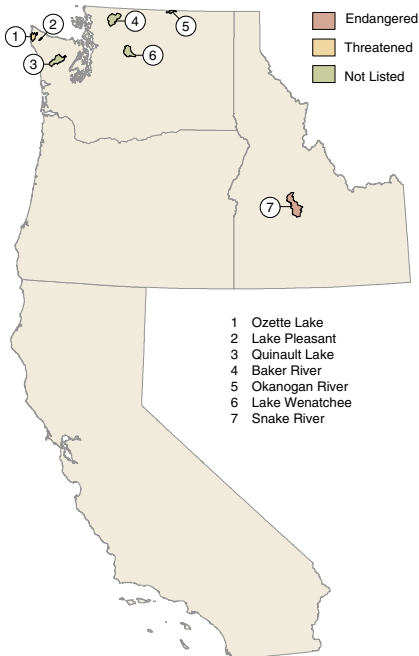 Endangered
Threatened
Not Listed
1
2
3
4
5
6
7
1 Ozette Lake
2 Lake Pleasant
3 Quinault Lake
4 Baker River
5 Okanogan River
6 Lake Wenatchee
7 Snake River